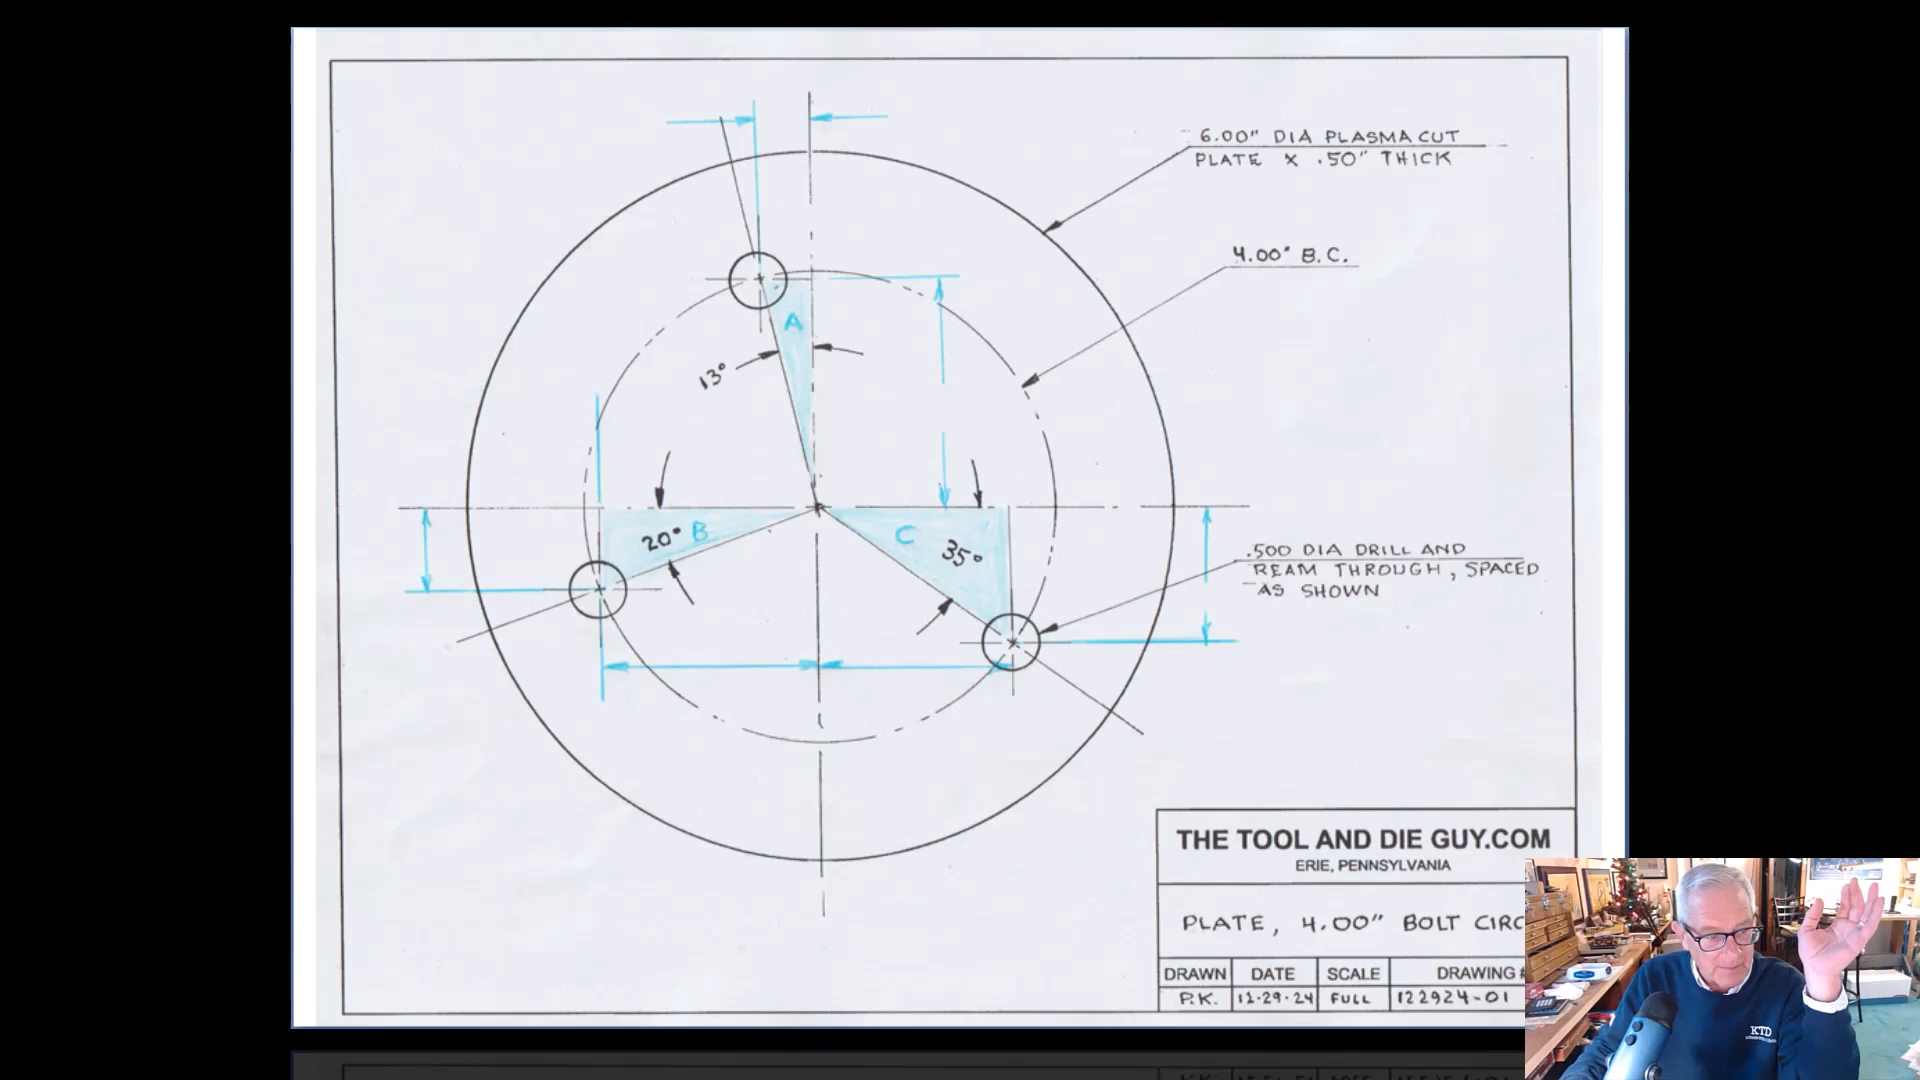 6.00" DIA PLASMA CUT
PLATE X .50" THICK
4.00" B.C.
A
13°
20° B
C
35°
.500 DIA DRILL AND
REAM THROUGH, SPACED
AS SHOWN
THE TOOL AND DIE GUY.COM
ERIE, PENNSYLVANIA
PLATE, 4.00" BOLT CIRC
DRAWN DATE SCALE DRAWING #
P.K. 12-29-24 FULL 122924-01
KTD